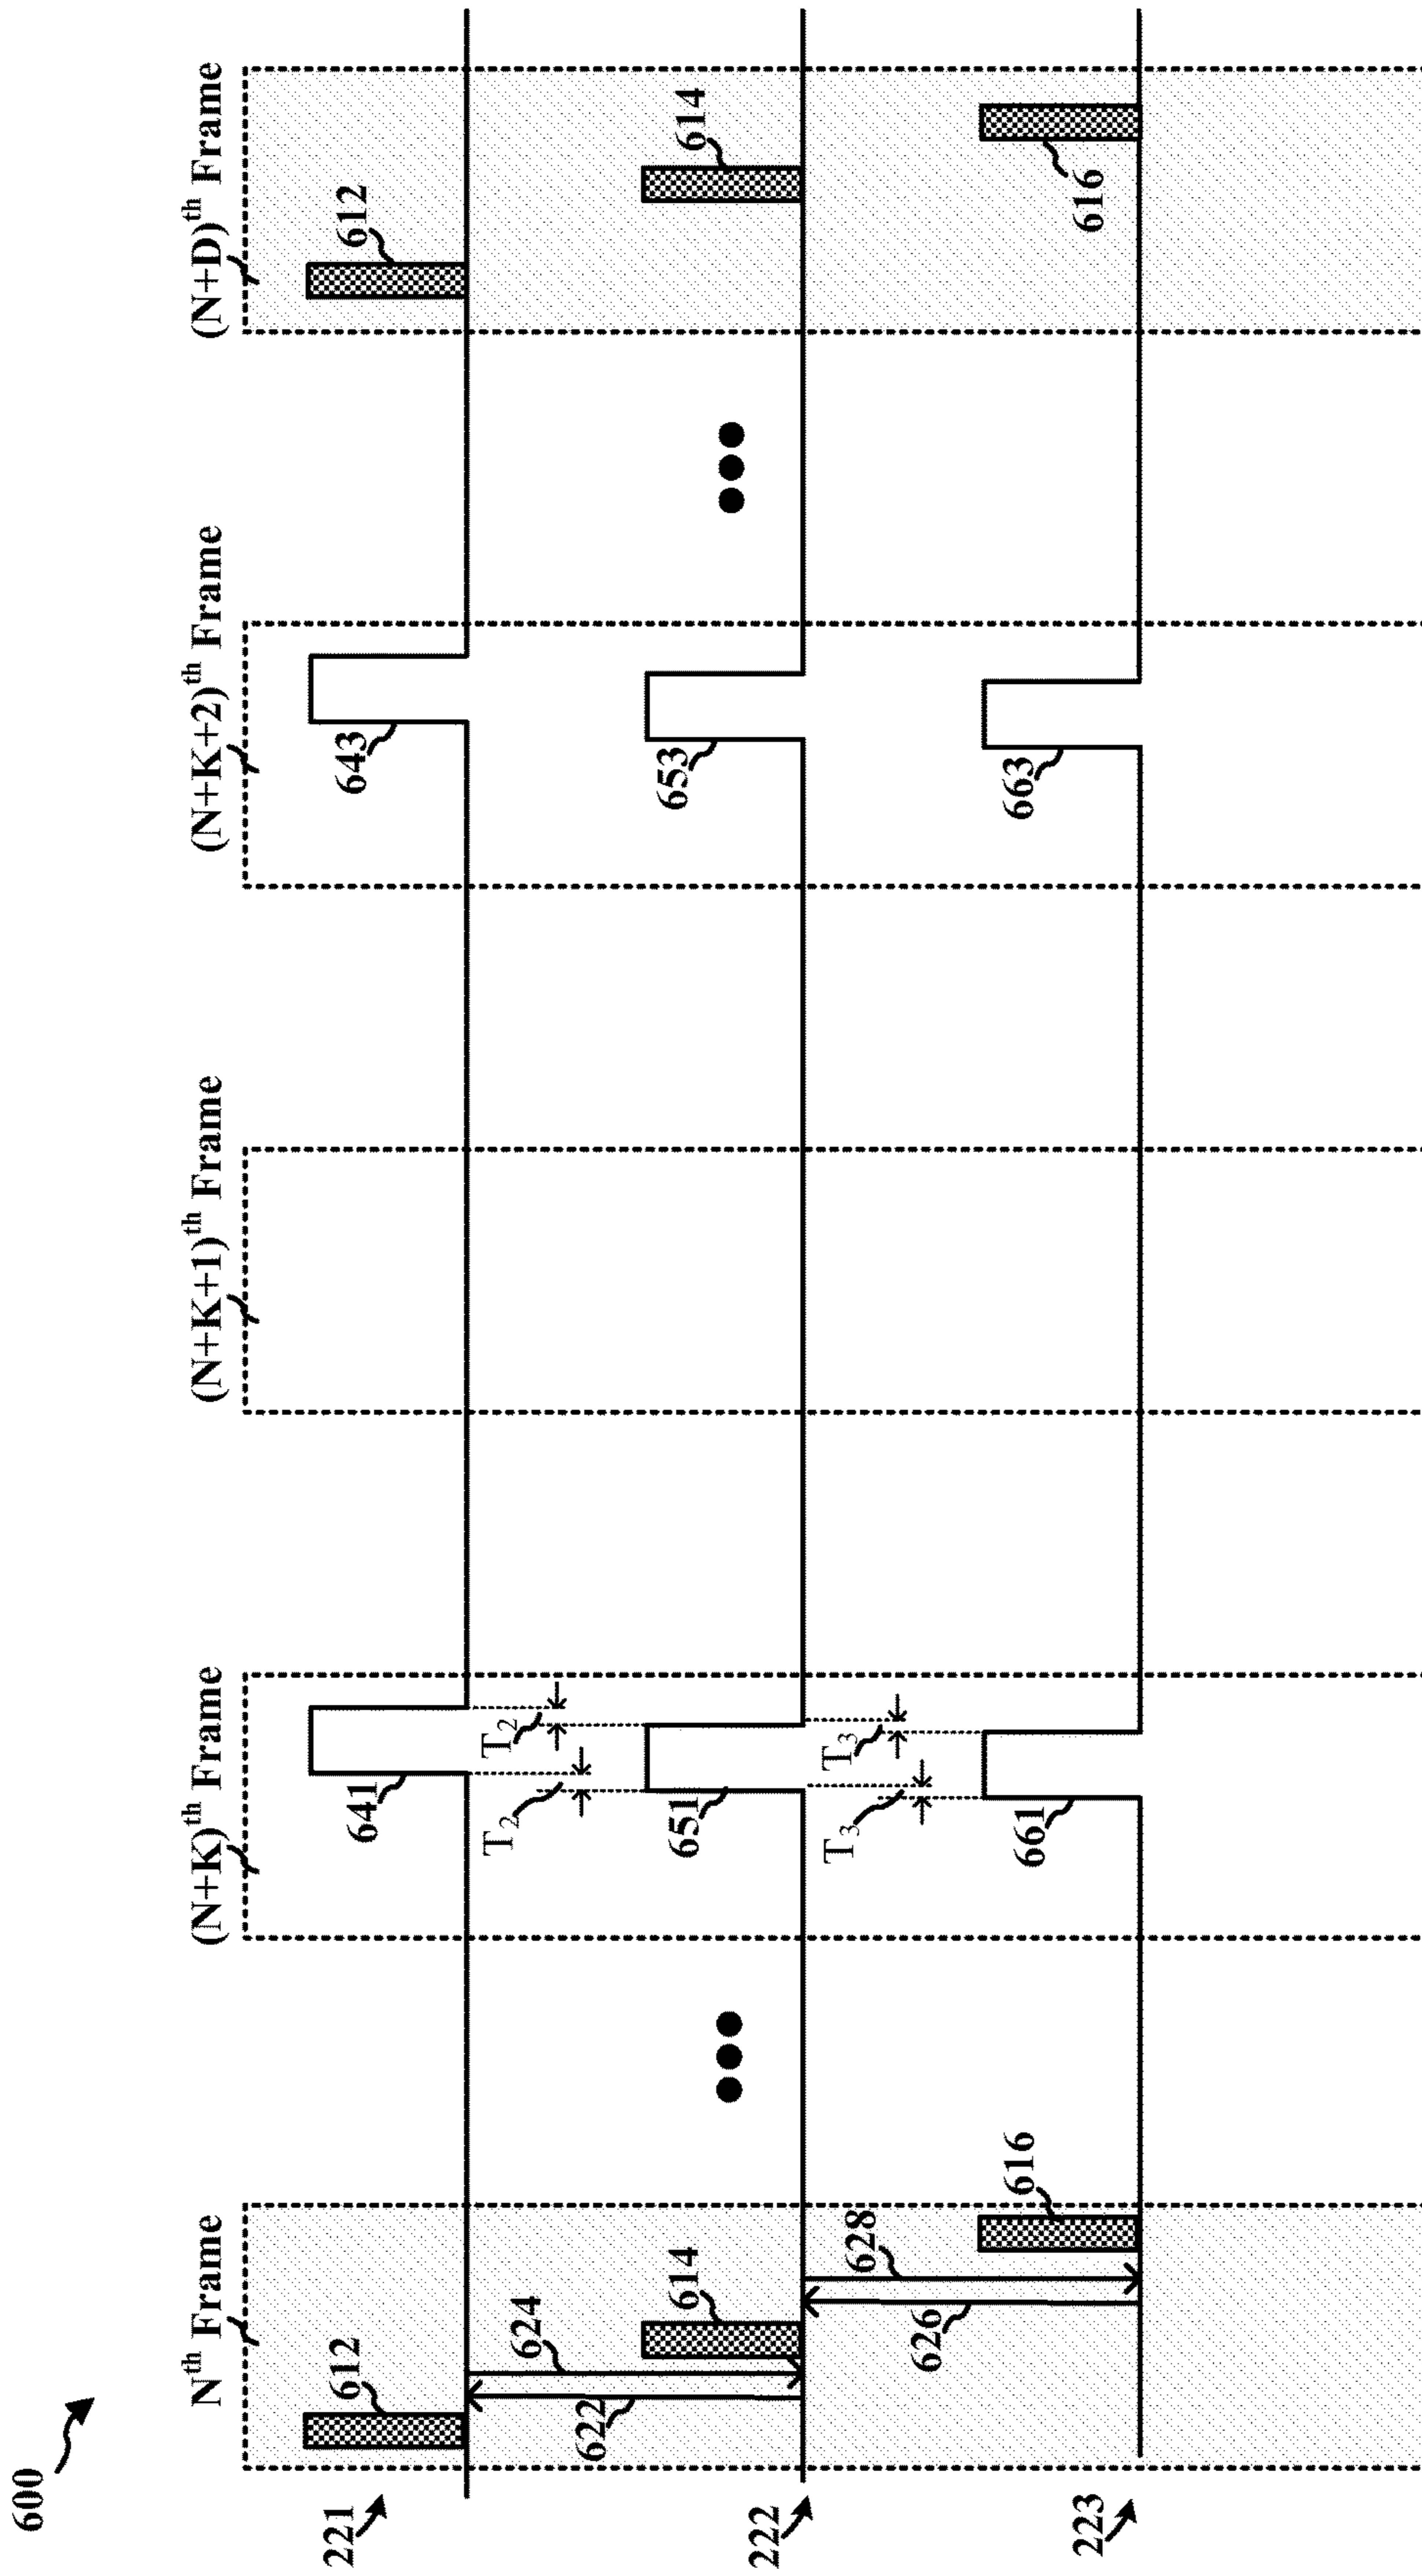 600
N^th Frame
(N+K)^th Frame
(N+K+1)^th Frame
(N+K+2)^th Frame
(N+D)^th Frame
221
612
641
643
612
622
624
T₂
T₂
222
614
651
653
614
626
628
T₃
T₃
223
616
661
663
616